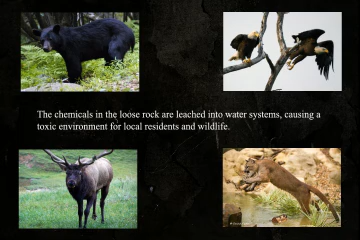 The chemicals in the loose rock are leached into water systems, causing a
toxic environment for local residents and wildlife.